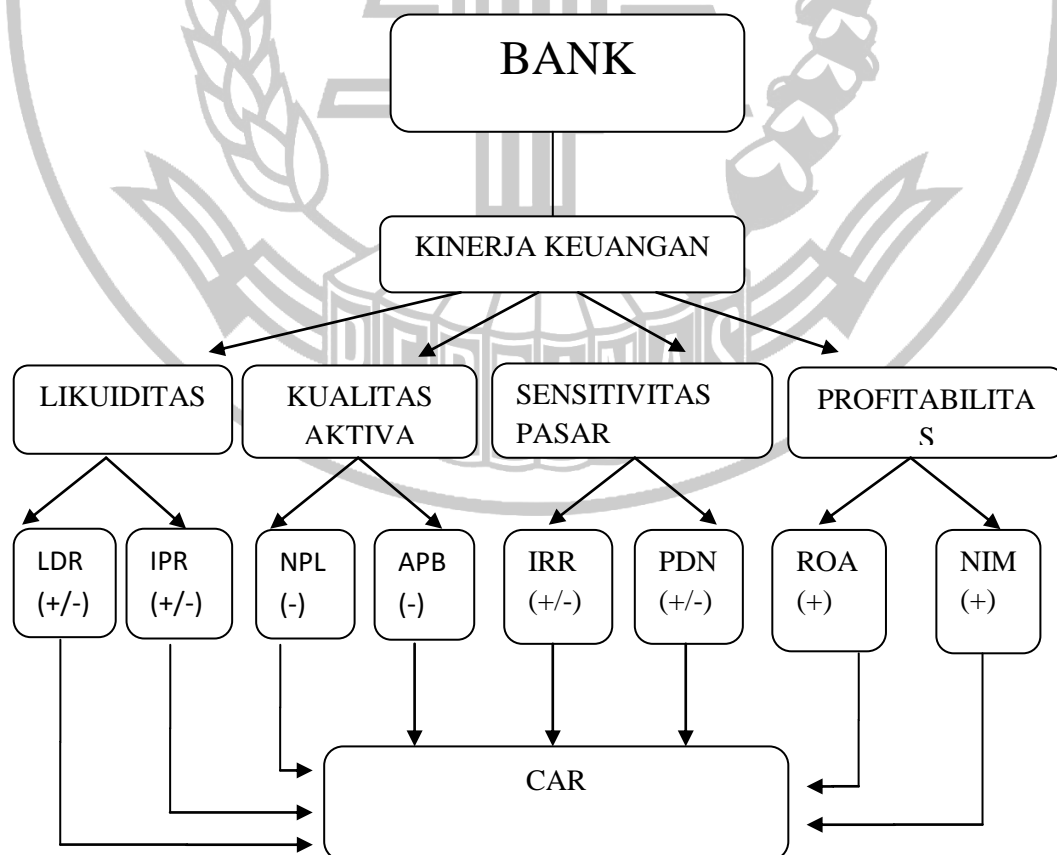 BANK
KINERJA KEUANGAN
LIKUIDITAS
KUALITAS
AKTIVA
SENSITIVITAS
PASAR
PROFITABILITA
S
LDR
(+/-)
IPR
(+/-)
NPL
(-)
APB
(-)
IRR
(+/-)
PDN
(+/-)
ROA
(+)
NIM
(+)
CAR